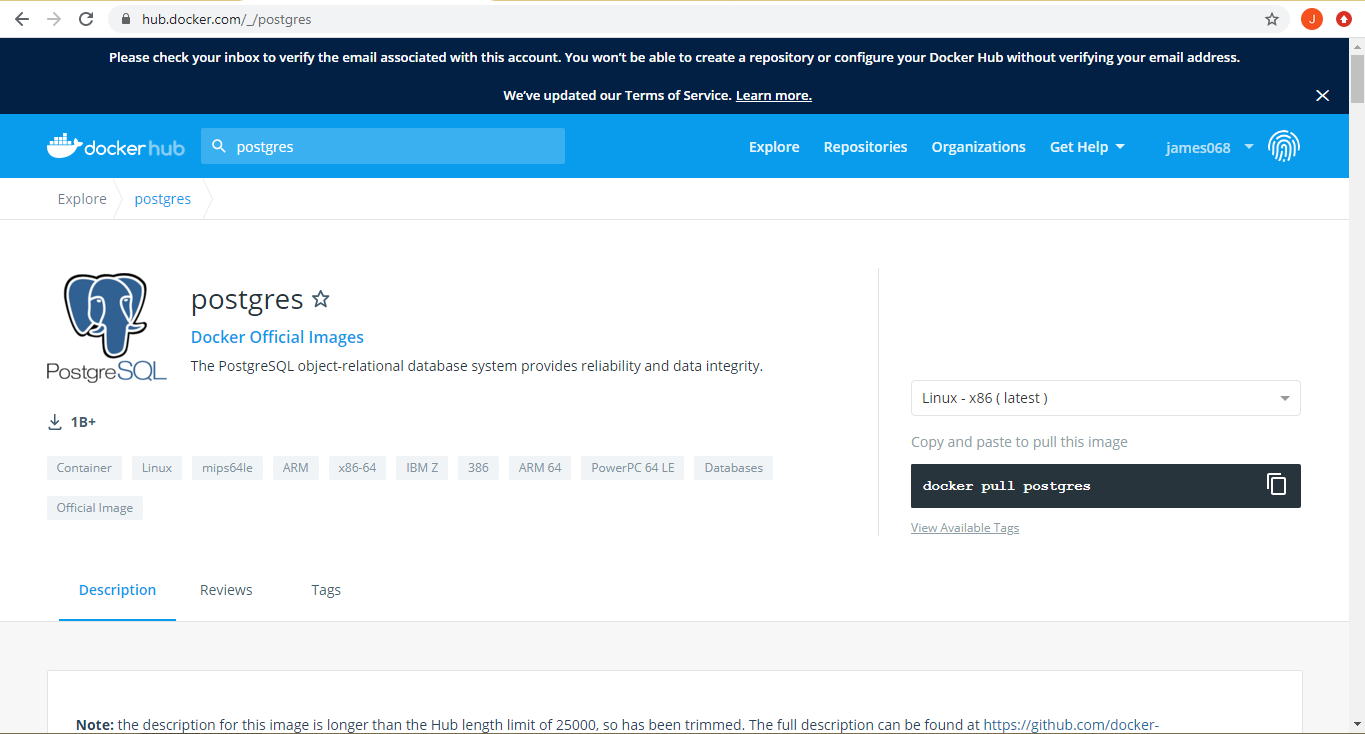 hub.docker.com/_/postgres
J
Please check your inbox to verify the email associated with this account. You won't be able to create a repository or configure your Docker Hub without verifying your email address.
We've updated our Terms of Service. Learn more.
docker hub
postgres
Explore
Repositories
Organizations
Get Help
james068
Explore
postgres
PostgreSQL
postgres
Docker Official Images
The PostgreSQL object-relational database system provides reliability and data integrity.
1B+
Container
Linux
mips64le
ARM
x86-64
IBM Z
386
ARM 64
PowerPC 64 LE
Databases
Official Image
Linux - x86 ( latest )
Copy and paste to pull this image
docker pull postgres
View Available Tags
Description
Reviews
Tags
Note: the description for this image is longer than the Hub length limit of 25000, so has been trimmed. The full description can be found at https://github.com/docker-